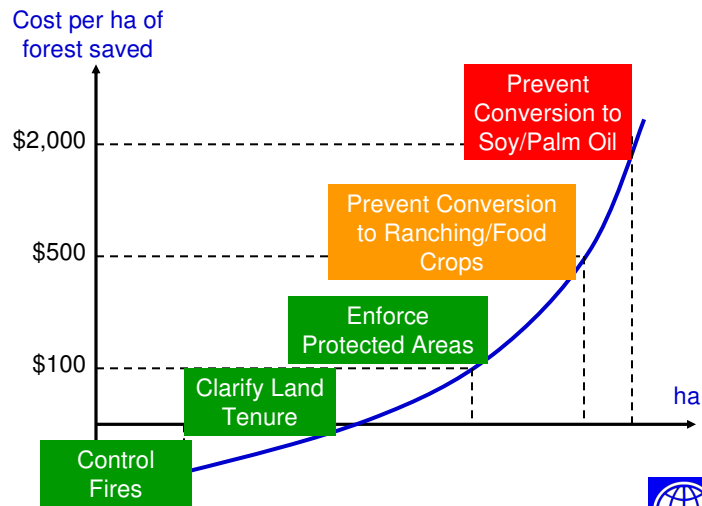 Cost per ha of
forest saved
Prevent
Conversion to
Soy/Palm Oil
$2,000
Prevent Conversion
to Ranching/Food
Crops
$500
Enforce
Protected Areas
$100
Clarify Land
Tenure
ha
Control
Fires